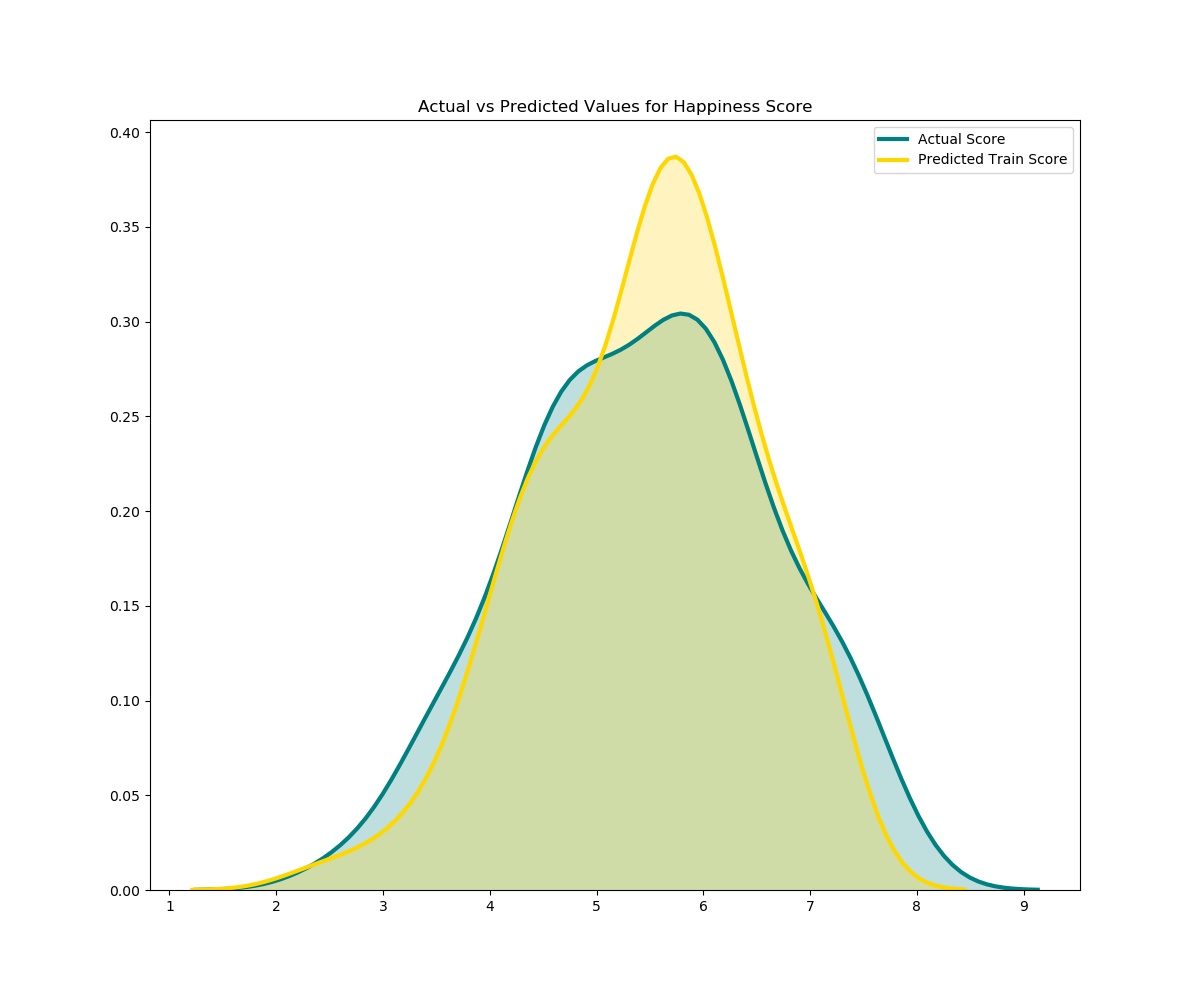 Actual vs Predicted Values for Happiness Score
Actual Score
Predicted Train Score
0.40
0.35
0.30
0.25
0.20
0.15
0.10
0.05
0.00
1 2 3 4 5 6 7 8 9